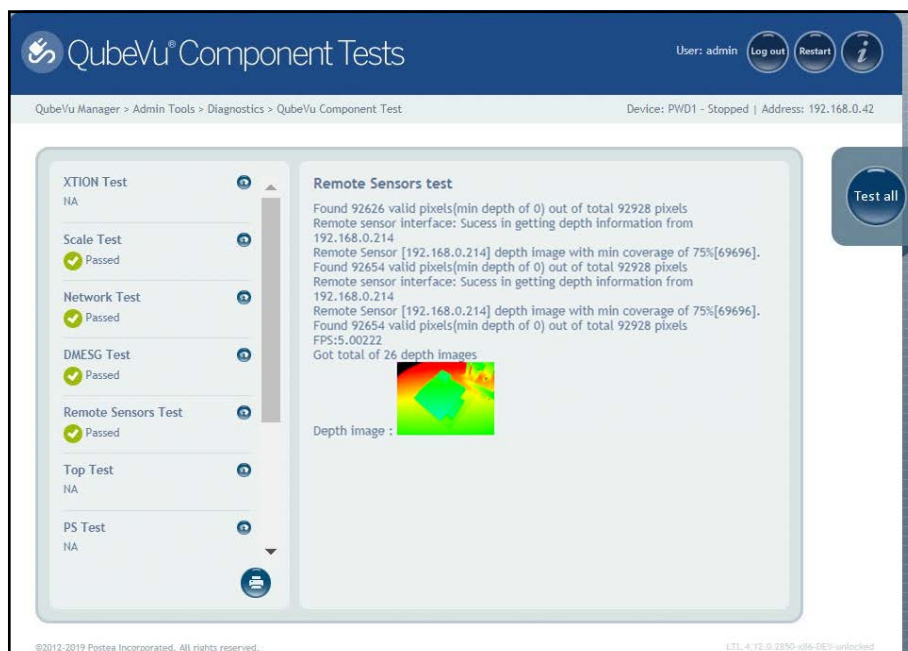 QubeVu® Component Tests
User: admin
Log out
Restart
i
QubeVu Manager > Admin Tools > Diagnostics > QubeVu Component Test
Device: PWD1 - Stopped | Address: 192.168.0.42
XTION Test
NA
Scale Test
Passed
Network Test
Passed
DMESG Test
Passed
Remote Sensors Test
Passed
Top Test
NA
PS Test
NA
Remote Sensors test
Found 92626 valid pixels(min depth of 0) out of total 92928 pixels
Remote sensor interface: Sucess in getting depth information from
192.168.0.214
Remote Sensor [192.168.0.214] depth image with min coverage of 75%[69696].
Found 92654 valid pixels(min depth of 0) out of total 92928 pixels
Remote sensor interface: Sucess in getting depth information from
192.168.0.214
Remote Sensor [192.168.0.214] depth image with min coverage of 75%[69696].
Found 92654 valid pixels(min depth of 0) out of total 92928 pixels
FPS:5.00222
Got total of 26 depth images
Depth image :
Test all
©2012-2019 Postea Incorporated. All rights reserved.
LTL.4.12.0.2850-x86-DEV-unlocked